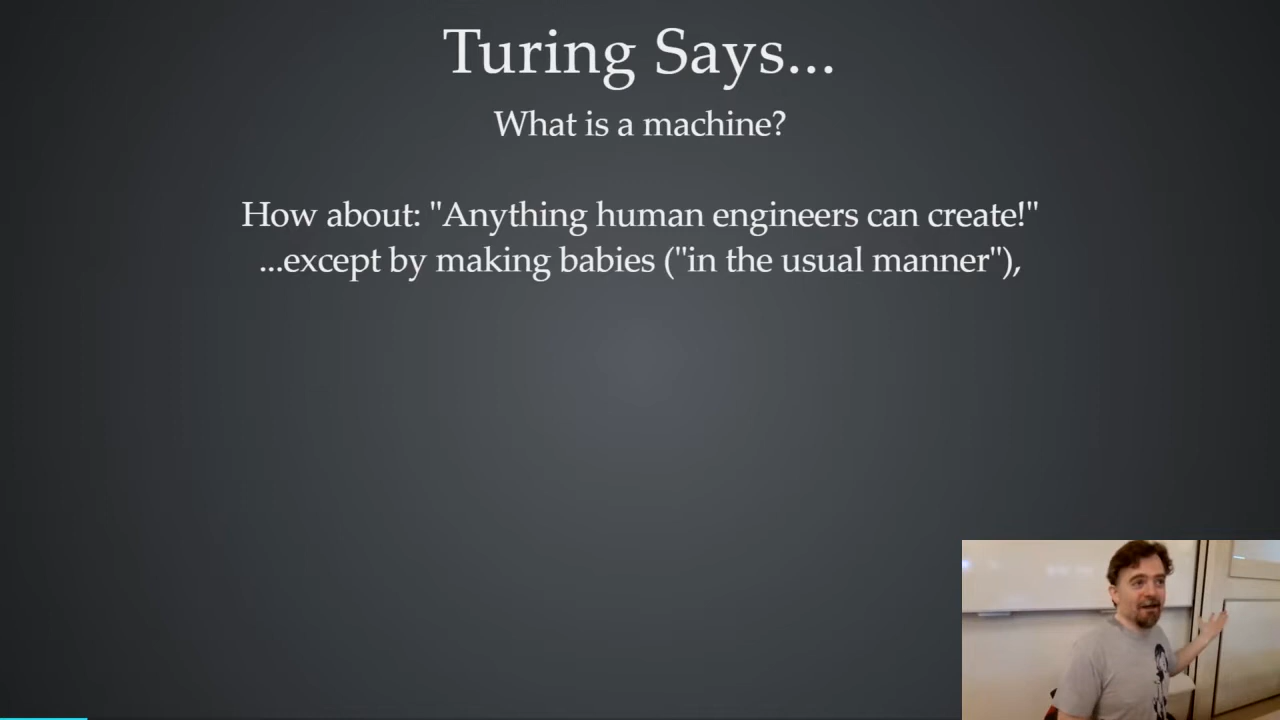 Turing Says...
What is a machine?
How about: "Anything human engineers can create!"
...except by making babies ("in the usual manner"),